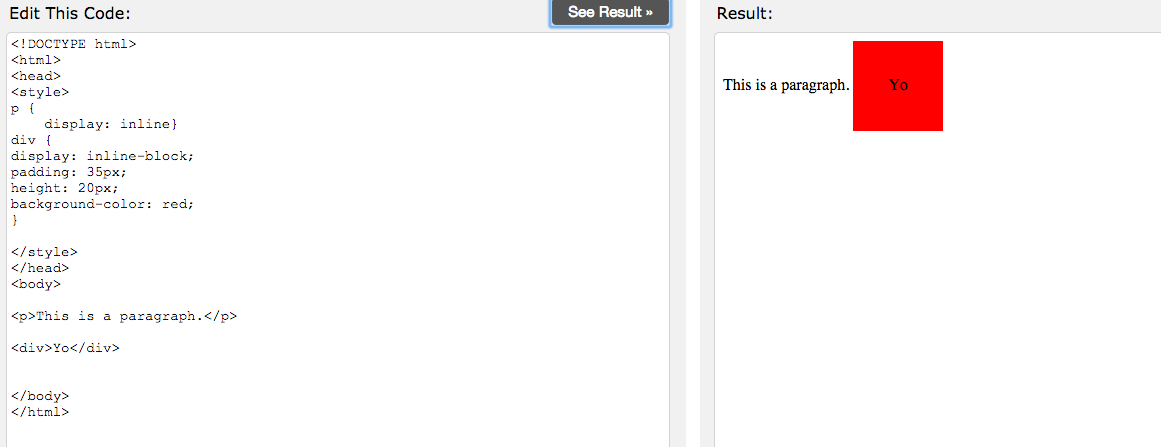 Edit This Code:
See Result »
<!DOCTYPE html>
<html>
<head>
<style>
p {
    display: inline}
div {
display: inline-block;
padding: 35px;
height: 20px;
background-color: red;
}
</style>
</head>
<body>
<p>This is a paragraph.</p>
<div>Yo</div>
</body>
</html>
Result:
This is a paragraph. Yo